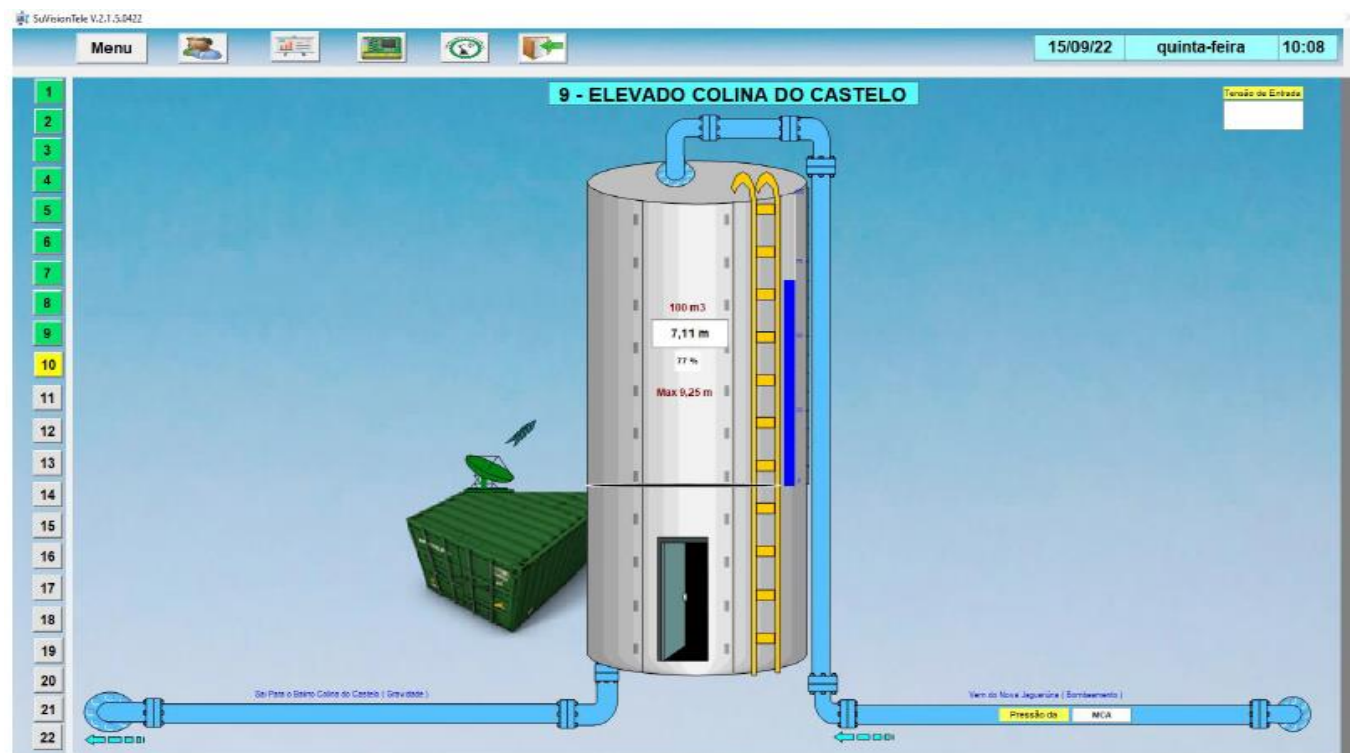 SuVisionTele V.2.1.5.0422
Menu
15/09/22 quinta-feira 10:08
9 - ELEVADO COLINA DO CASTELO
Tensão de Entrada
1
2
3
4
5
6
7
8
9
10
11
12
13
14
15
16
17
18
19
20
21
22
100 m3
7,11 m
77 %
Max 9,25 m
Sai Para o Bairro Colina do Castelo ( Gravidade )
Vem do Nova Jaguariúna ( Bombeamento )
Pressão da MCA